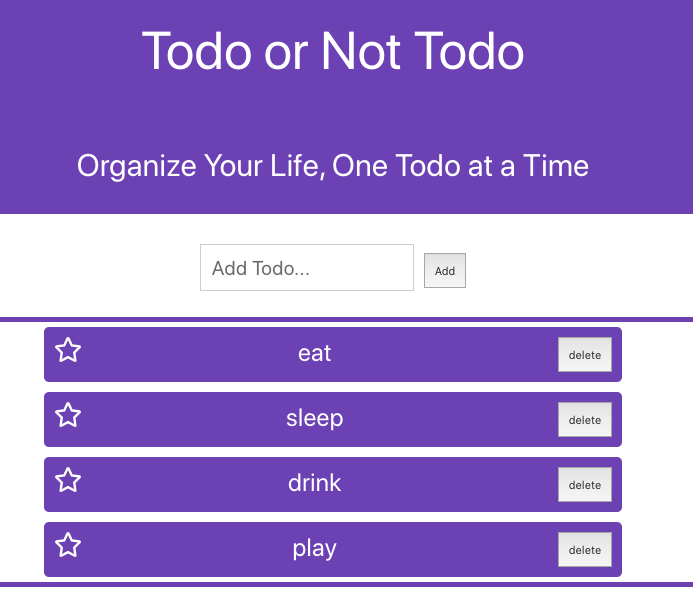 Todo or Not Todo
Organize Your Life, One Todo at a Time
Add Todo... Add
eat delete
sleep delete
drink delete
play delete